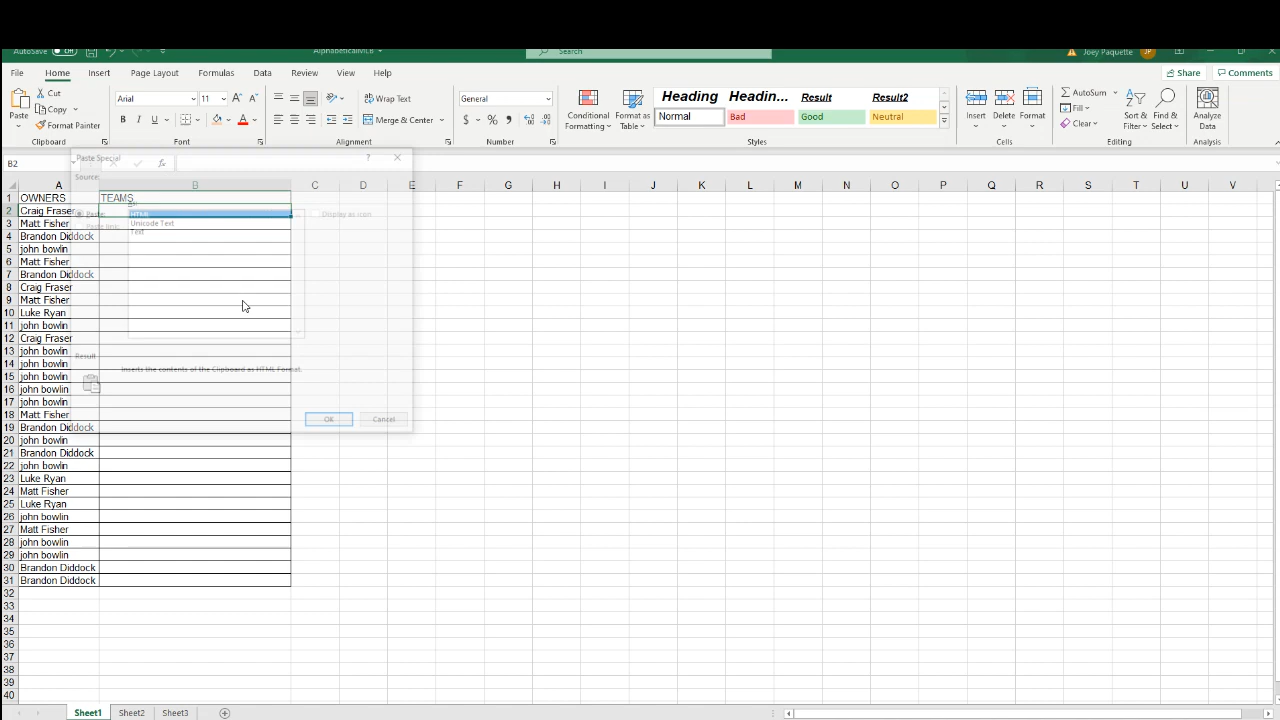 AutoSave Off AlphabeticalMLB Search Joey Paquette JP
File Home Insert Page Layout Formulas Data Review View Help Share Comments
Paste Cut Copy Format Painter Clipboard
Arial 11 B I U A Font
Wrap Text Merge & Center Alignment
General $ % Number
Conditional Formatting Format as Table
Heading Headin... Result Result2
Normal Bad Good Neutral
Styles
Insert Delete Format Cells
AutoSum Fill Clear Sort & Filter Find & Select Editing
Analyze Data Analysis
B2 fx
Paste Special ?
Source:
Paste: HTML Display as icon
Paste link: Unicode Text
Text
Result
Inserts the contents of the Clipboard as HTML Format.
OK Cancel
A B C D E F G H I J K L M N O P Q R S T U V
1 OWNERS TEAMS
2 Craig Fraser
3 Matt Fisher
4 Brandon Diddock
5 john bowlin
6 Matt Fisher
7 Brandon Diddock
8 Craig Fraser
9 Matt Fisher
10 Luke Ryan
11 john bowlin
12 Craig Fraser
13 john bowlin
14 john bowlin
15 john bowlin
16 john bowlin
17 john bowlin
18 Matt Fisher
19 Brandon Diddock
20 john bowlin
21 Brandon Diddock
22 john bowlin
23 Luke Ryan
24 Matt Fisher
25 Luke Ryan
26 john bowlin
27 Matt Fisher
28 john bowlin
29 john bowlin
30 Brandon Diddock
31 Brandon Diddock
32
33
34
35
36
37
38
39
40
Sheet1 Sheet2 Sheet3